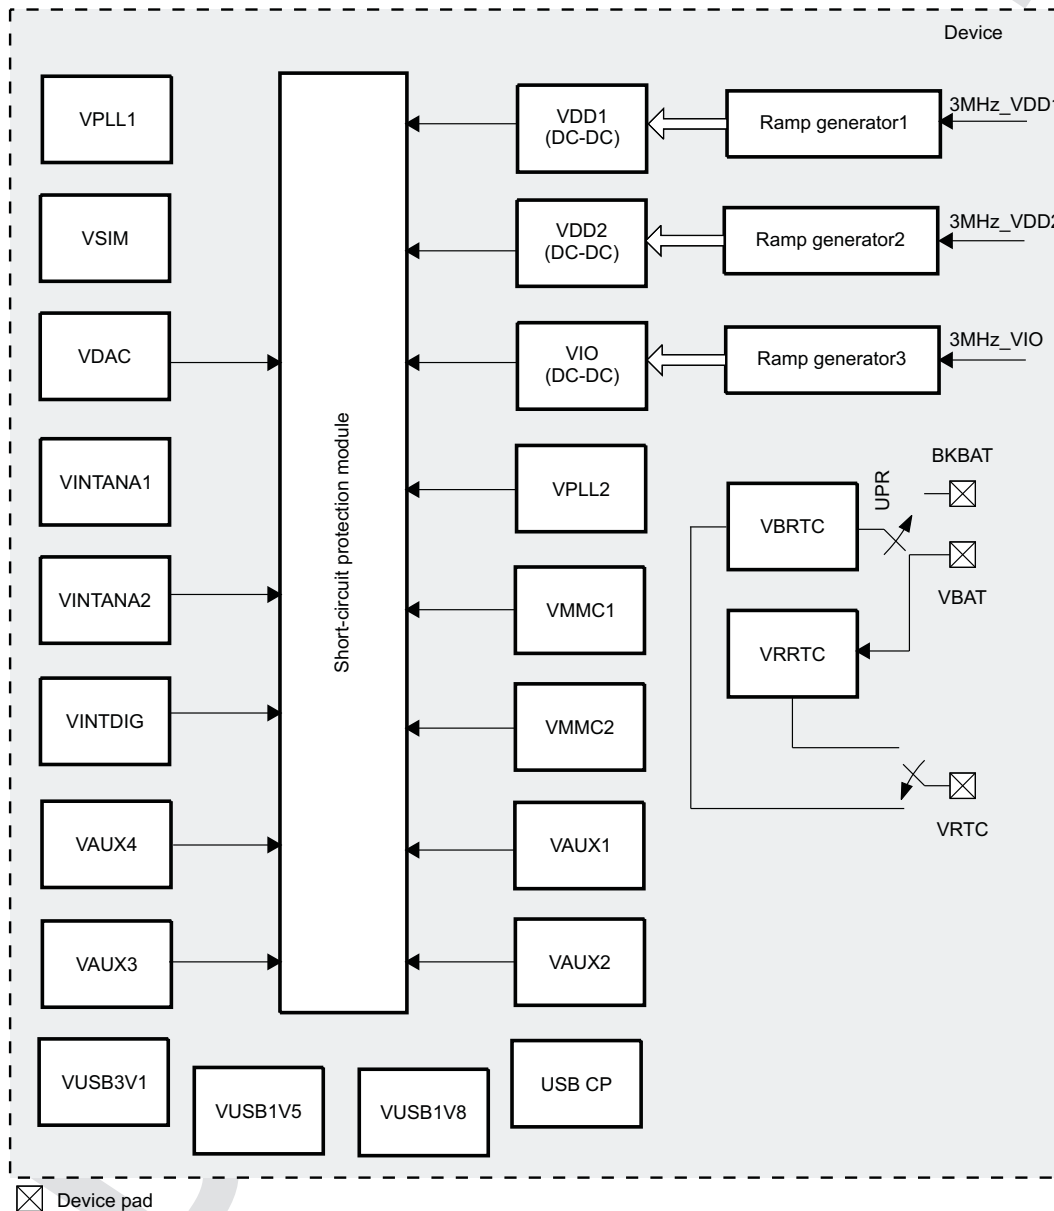 Device
VPLL1
VDD1
(DC-DC)
Ramp generator1
3MHz_VDD1
VSIM
VDD2
(DC-DC)
Ramp generator2
3MHz_VDD2
VDAC
VIO
(DC-DC)
Ramp generator3
3MHz_VIO
Short-circuit protection module
VINTANA1
VPLL2
VBRTC
UPR
BKBAT
VBAT
VINTANA2
VMMC1
VRRTC
VINTDIG
VMMC2
VRTC
VAUX4
VAUX1
VAUX3
VAUX2
VUSB3V1
VUSB1V5
VUSB1V8
USB CP
Device pad